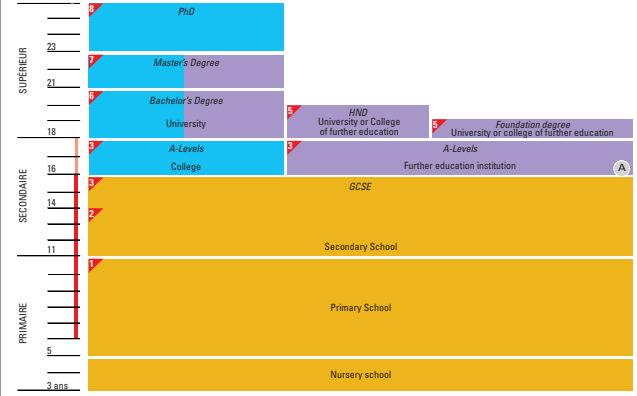 8
PhD
23
SUPÉRIEUR
7
Master's Degree
21
6
Bachelor's Degree
University
5
HND
University or College
of further education
5
Foundation degree
University or college of further education
18
3
A-Levels
College
3
A-Levels
Further education institution
A
16
SECONDAIRE
3
GCSE
14
2
11
Secondary School
1
PRIMAIRE
Primary School
5
Nursery school
3 ans